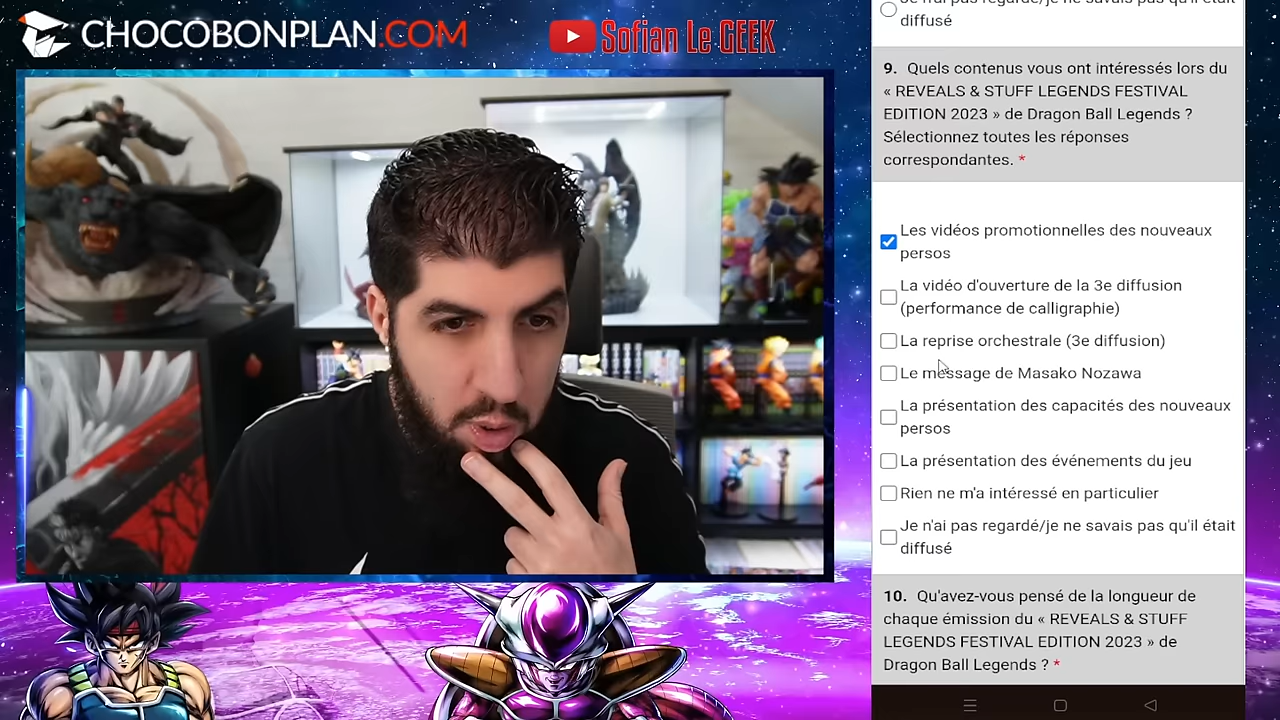 CHOCOBONPLAN.COM
Sofian Le GEEK
diffusé
9. Quels contenus vous ont intéressés lors du
« REVEALS & STUFF LEGENDS FESTIVAL
EDITION 2023 » de Dragon Ball Legends ?
Sélectionnez toutes les réponses
correspondantes. *
Les vidéos promotionnelles des nouveaux
persos
La vidéo d'ouverture de la 3e diffusion
(performance de calligraphie)
La reprise orchestrale (3e diffusion)
Le message de Masako Nozawa
La présentation des capacités des nouveaux
persos
La présentation des événements du jeu
Rien ne m'a intéressé en particulier
Je n'ai pas regardé/je ne savais pas qu'il était
diffusé
10. Qu'avez-vous pensé de la longueur de
chaque émission du « REVEALS & STUFF
LEGENDS FESTIVAL EDITION 2023 » de
Dragon Ball Legends ? *